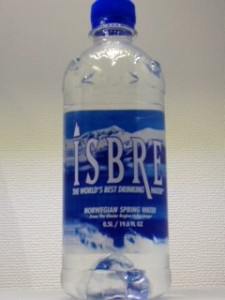 ISBRE
THE WORLD'S BEST DRINKING WATER
NORWEGIAN SPRING WATER
0.5L / 16.9 FL OZ